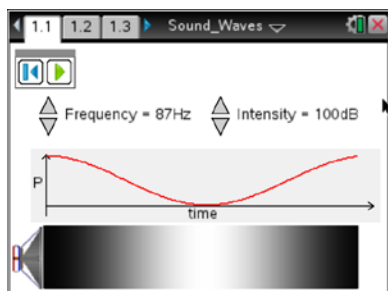 1.1 1.2 1.3 Sound_Waves
Frequency = 87Hz Intensity = 100dB
P
time